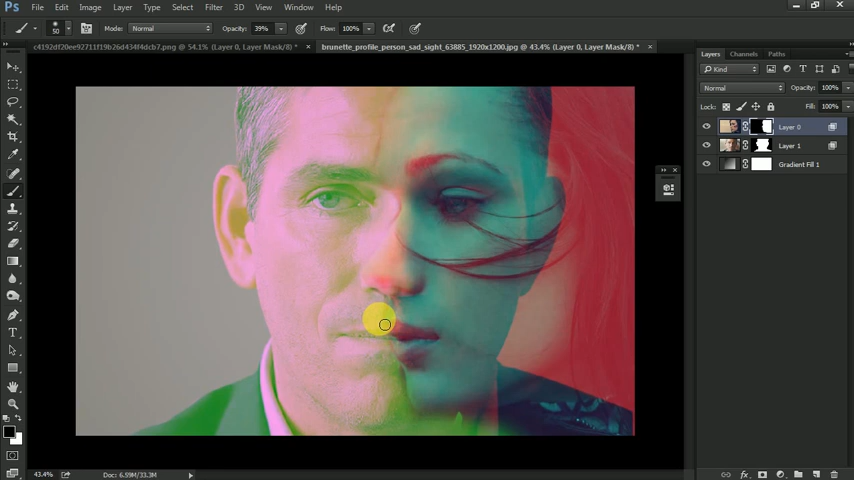 Ps File Edit Image Layer Type Select Filter 3D View Window Help
50 Mode: Normal Opacity: 39% Flow: 100%
c4192df20ee92711f19b26d434f4dcb7.png @ 54.1% (Layer 0, Layer Mask/8) * × brunette_profile_person_sad_sight_63885_1920x1200.jpg @ 43.4% (Layer 0, Layer Mask/8) * ×
Layers Channels Paths
Kind
Normal Opacity: 100%
Lock: Fill: 100%
Layer 0
Layer 1
Gradient Fill 1
43.4% Doc: 6.59M/33.3M